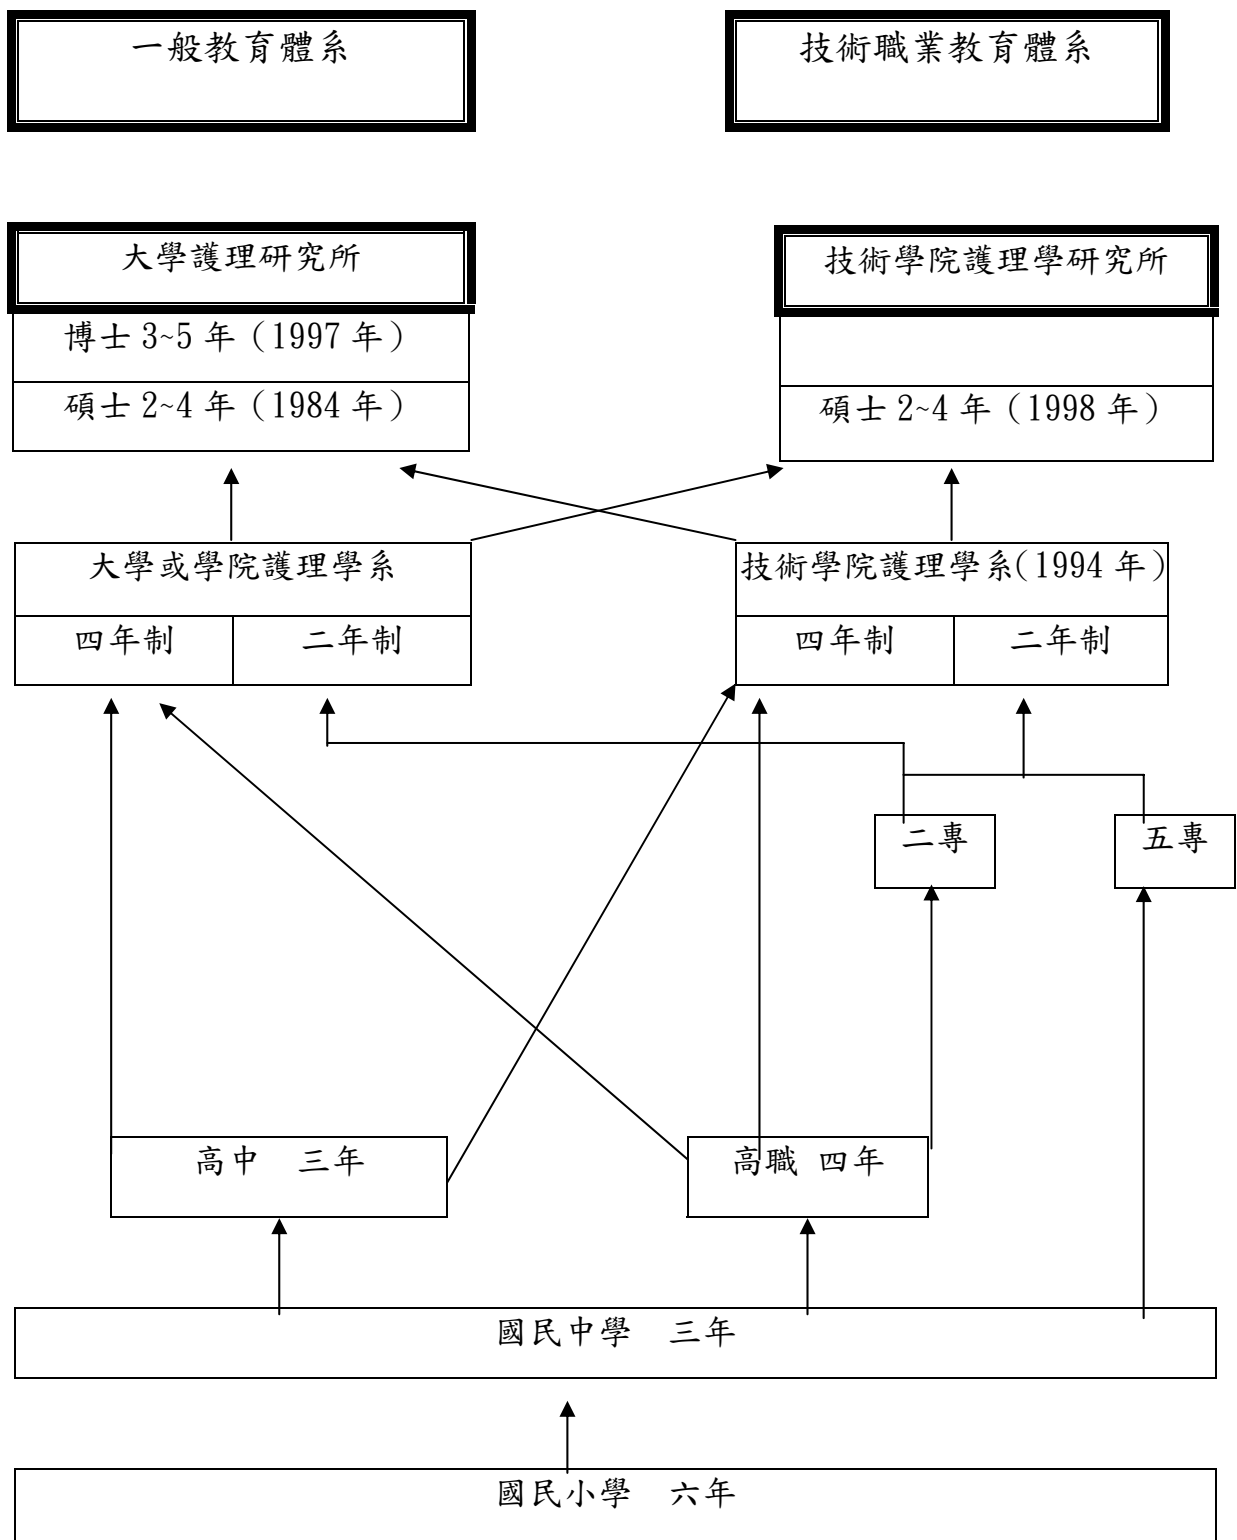 一般教育體系
技術職業教育體系
大學護理研究所
技術學院護理學研究所
博士 3~5 年（1997 年）
碩士 2~4 年（1984 年）
碩士 2~4 年（1998 年）
大學或學院護理學系
技術學院護理學系(1994 年)
四年制
二年制
四年制
二年制
二專
五專
高中　三年
高職 四年
國民中學　三年
國民小學　六年